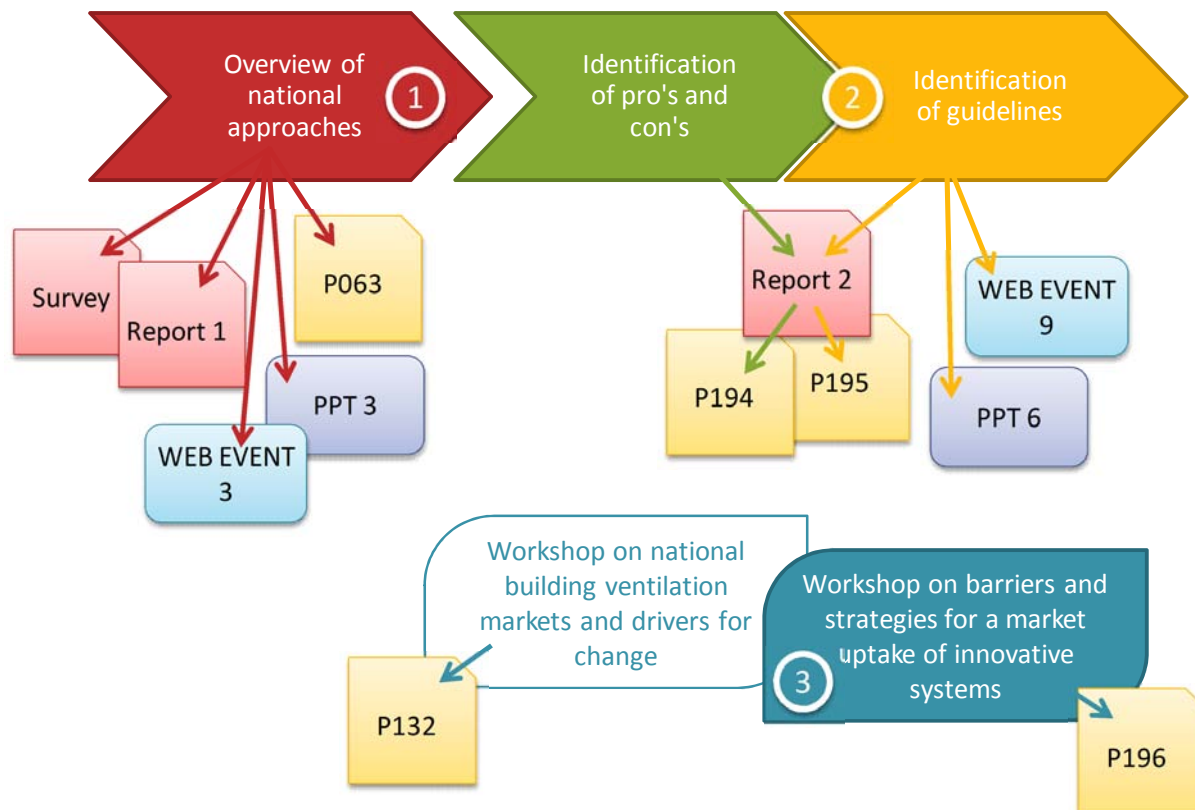 Overview of
national
approaches
1
Identification
of pro's and
con's
2
Identification
of guidelines
Survey
Report 1
P063
PPT 3
WEB EVENT
3
Report 2
P194
P195
WEB EVENT
9
PPT 6
Workshop on national
building ventilation
markets and drivers for
change
P132
Workshop on barriers and
strategies for a market
uptake of innovative
systems
3
P196